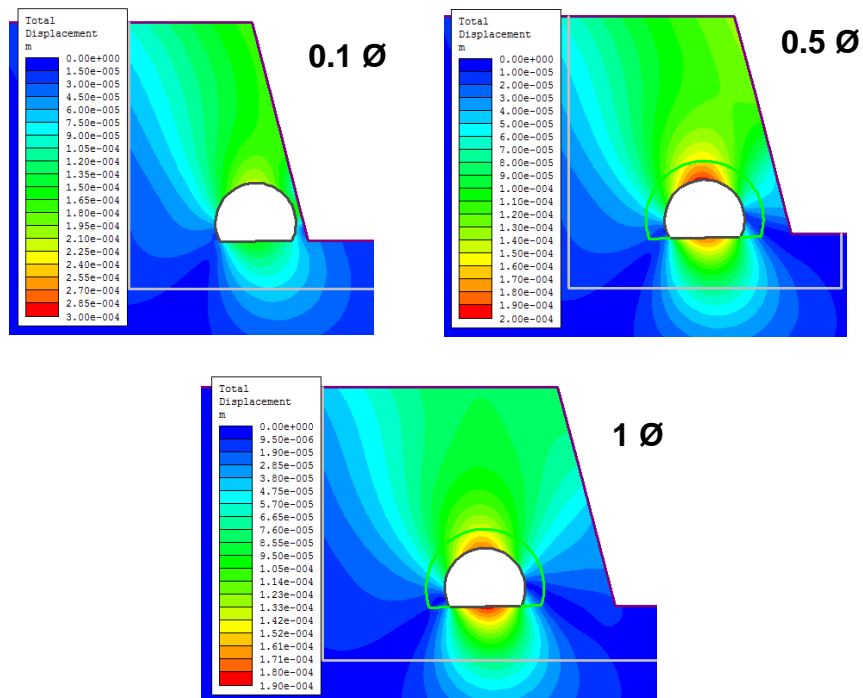 Total
Displacement
m
0.00e+000
1.50e-005
3.00e-005
4.50e-005
6.00e-005
7.50e-005
9.00e-005
1.05e-004
1.20e-004
1.35e-004
1.50e-004
1.65e-004
1.80e-004
1.95e-004
2.10e-004
2.25e-004
2.40e-004
2.55e-004
2.70e-004
2.85e-004
3.00e-004
0.1 Ø
Total
Displacement
m
0.00e+000
1.00e-005
2.00e-005
3.00e-005
4.00e-005
5.00e-005
6.00e-005
7.00e-005
8.00e-005
9.00e-005
1.00e-004
1.10e-004
1.20e-004
1.30e-004
1.40e-004
1.50e-004
1.60e-004
1.70e-004
1.80e-004
1.90e-004
2.00e-004
0.5 Ø
Total
Displacement
m
0.00e+000
9.50e-006
1.90e-005
2.85e-005
3.80e-005
4.75e-005
5.70e-005
6.65e-005
7.60e-005
8.55e-005
9.50e-005
1.05e-004
1.14e-004
1.23e-004
1.33e-004
1.42e-004
1.52e-004
1.61e-004
1.71e-004
1.80e-004
1.90e-004
1 Ø